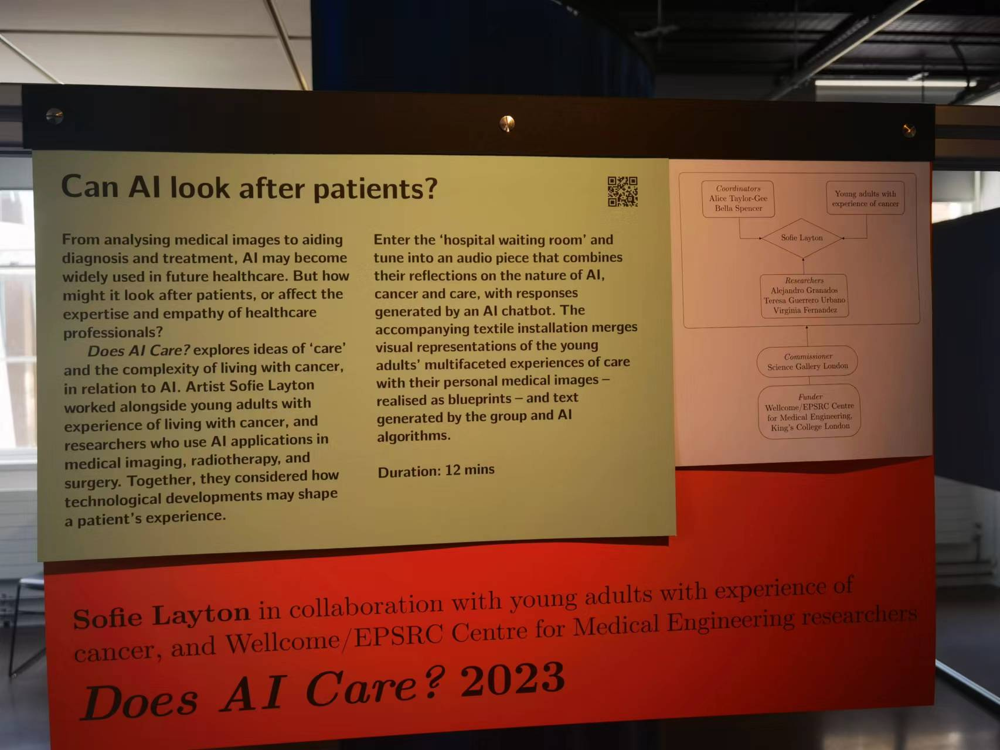 Can AI look after patients?
From analysing medical images to aiding
diagnosis and treatment, AI may become
widely used in future healthcare. But how
might it look after patients, or affect the
expertise and empathy of healthcare
professionals?
Does AI Care? explores ideas of ‘care’
and the complexity of living with cancer,
in relation to AI. Artist Sofie Layton
worked alongside young adults with
experience of living with cancer, and
researchers who use AI applications in
medical imaging, radiotherapy, and
surgery. Together, they considered how
technological developments may shape
a patient’s experience.
Enter the ‘hospital waiting room’ and
tune into an audio piece that combines
their reflections on the nature of AI,
cancer and care, with responses
generated by an AI chatbot. The
accompanying textile installation merges
visual representations of the young
adults’ multifaceted experiences of care
with their personal medical images –
realised as blueprints – and text
generated by the group and AI
algorithms.
Duration: 12 mins
Coordinators
Alice Taylor-Gee
Bella Spencer
Young adults with
experience of cancer
Sofie Layton
Researchers
Alejandro Granados
Teresa Guerrero Urbano
Virginia Fernandez
Commissioner
Science Gallery London
Funder
Wellcome/EPSRC Centre
for Medical Engineering,
King’s College London
Sofie Layton in collaboration with young adults with experience of
cancer, and Wellcome/EPSRC Centre for Medical Engineering researchers
Does AI Care? 2023